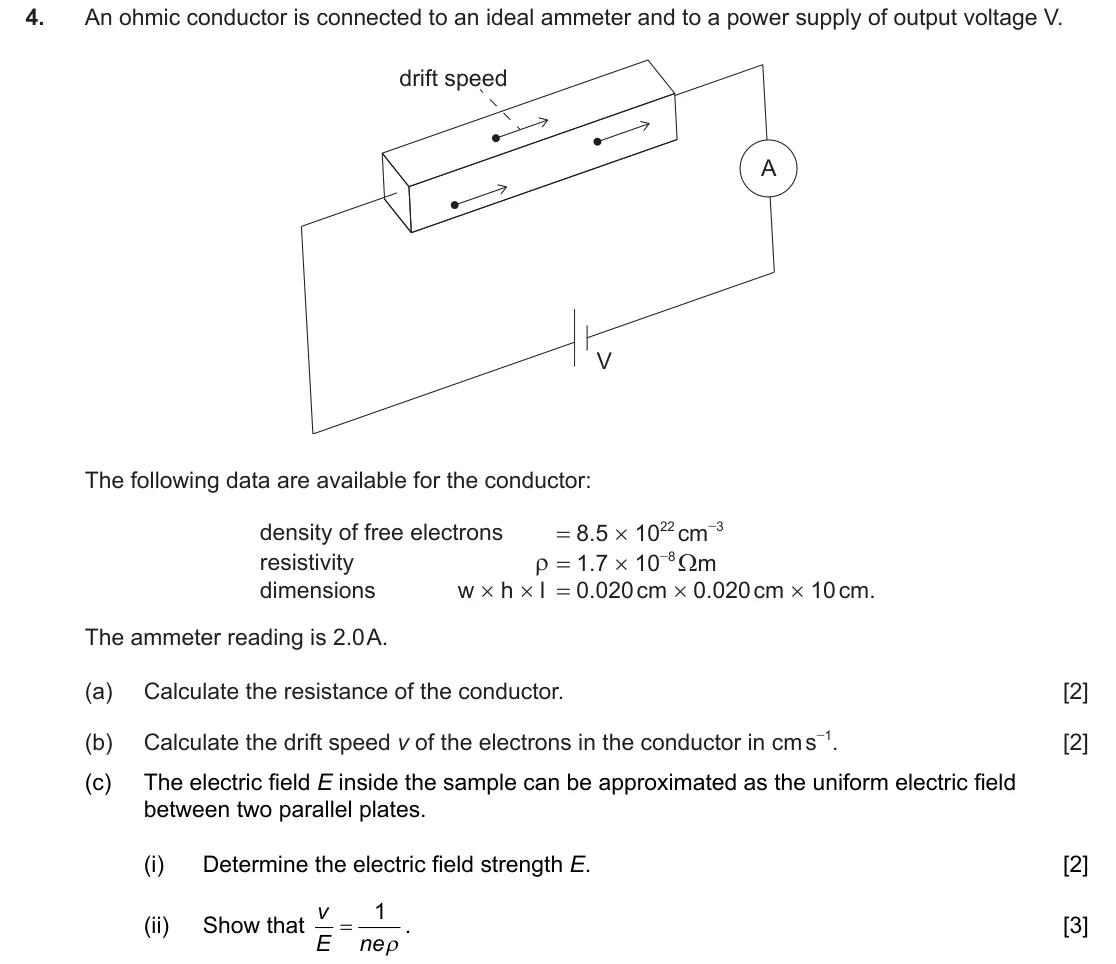 4. An ohmic conductor is connected to an ideal ammeter and to a power supply of output voltage V.
drift speed
A
V
The following data are available for the conductor:
density of free electrons = 8.5 × 10²² cm⁻³
resistivity ρ = 1.7 × 10⁻⁸ Ωm
dimensions w × h × l = 0.020 cm × 0.020 cm × 10 cm.
The ammeter reading is 2.0 A.
(a) Calculate the resistance of the conductor. [2]
(b) Calculate the drift speed v of the electrons in the conductor in cm s⁻¹. [2]
(c) The electric field E inside the sample can be approximated as the uniform electric field
between two parallel plates.
(i) Determine the electric field strength E. [2]
(ii) Show that v/E = 1/neρ. [3]